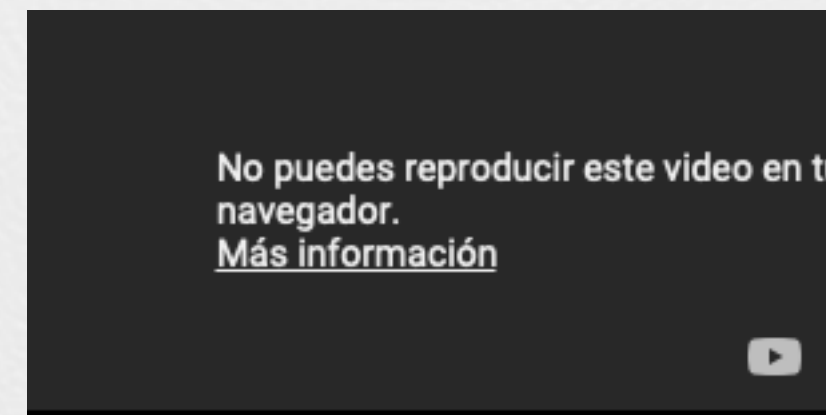 No puedes reproducir este video en
navegador.
Más información